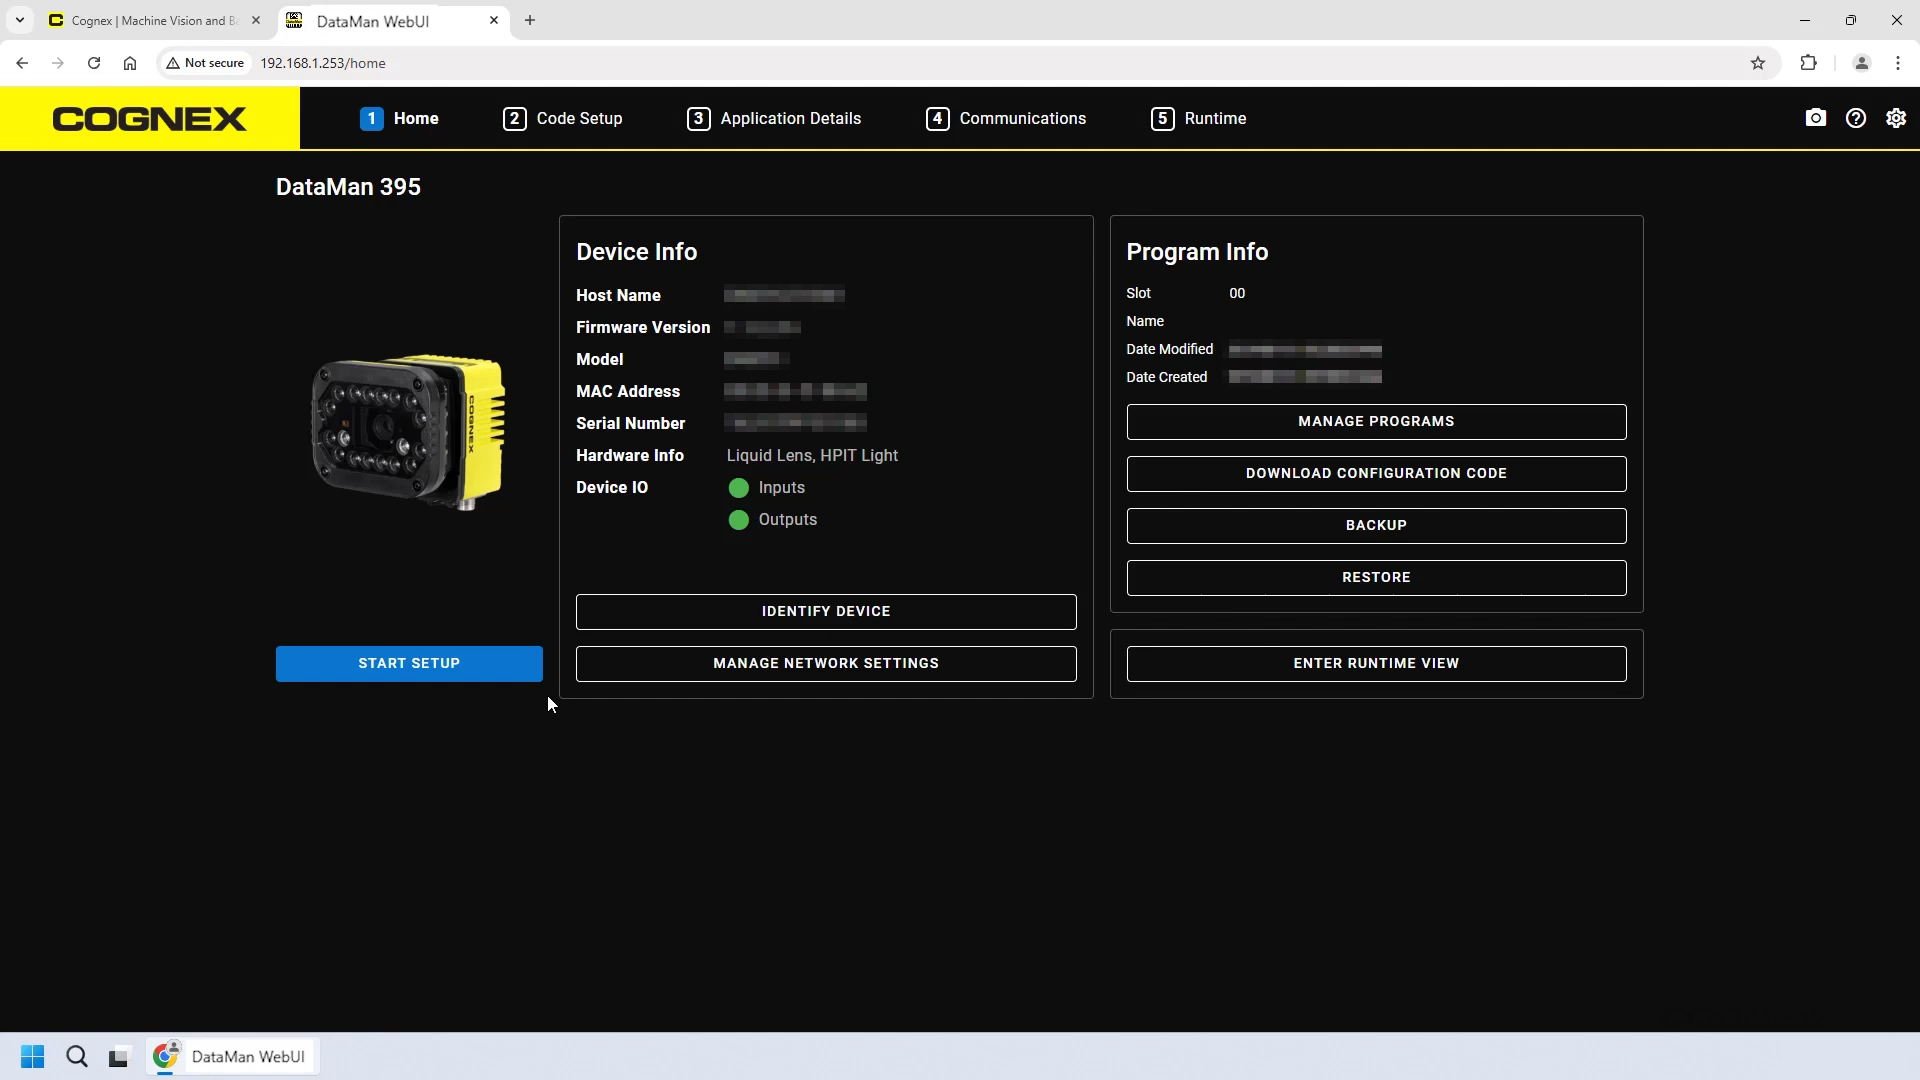 Cognex | Machine Vision and B
DataMan WebUI
Not secure
192.168.1.253/home
COGNEX
1 Home
2 Code Setup
3 Application Details
4 Communications
5 Runtime
DataMan 395
COGNEX
START SETUP
Device Info
Host Name
Firmware Version
Model
MAC Address
Serial Number
Hardware Info Liquid Lens, HPIT Light
Device IO Inputs
Outputs
IDENTIFY DEVICE
MANAGE NETWORK SETTINGS
Program Info
Slot 00
Name
Date Modified
Date Created
MANAGE PROGRAMS
DOWNLOAD CONFIGURATION CODE
BACKUP
RESTORE
ENTER RUNTIME VIEW
DataMan WebUI